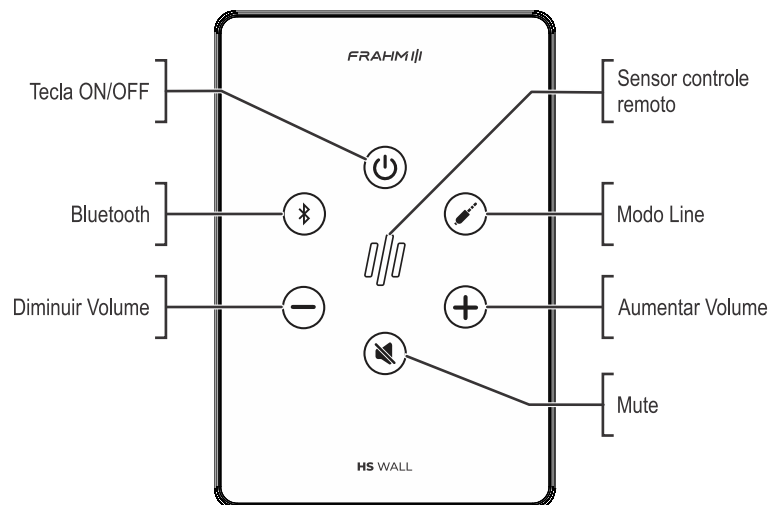 FRAHM
Tecla ON/OFF
Sensor controle
remoto
Bluetooth
Modo Line
Diminuir Volume
Aumentar Volume
Mute
HS WALL